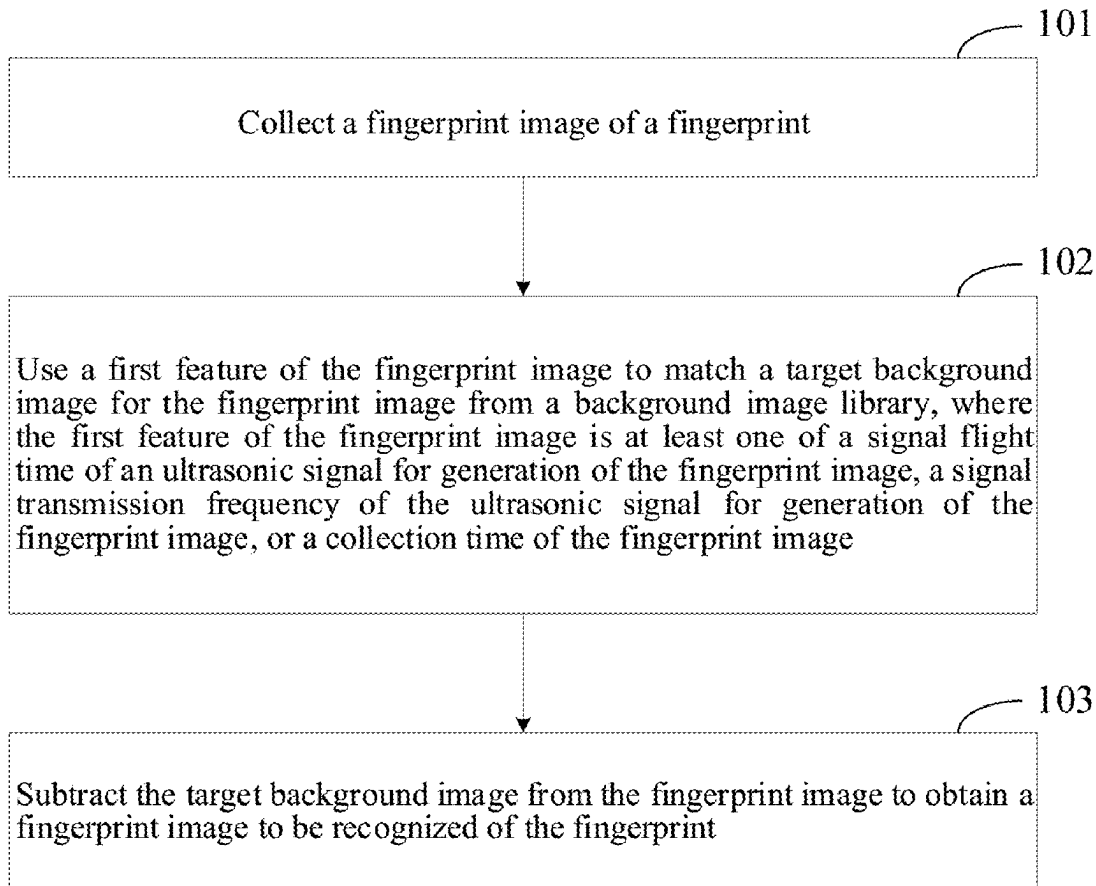 101
Collect a fingerprint image of a fingerprint
102
Use a first feature of the fingerprint image to match a target background
image for the fingerprint image from a background image library, where
the first feature of the fingerprint image is at least one of a signal flight
time of an ultrasonic signal for generation of the fingerprint image, a signal
transmission frequency of the ultrasonic signal for generation of the
fingerprint image, or a collection time of the fingerprint image
103
Subtract the target background image from the fingerprint image to obtain a
fingerprint image to be recognized of the fingerprint